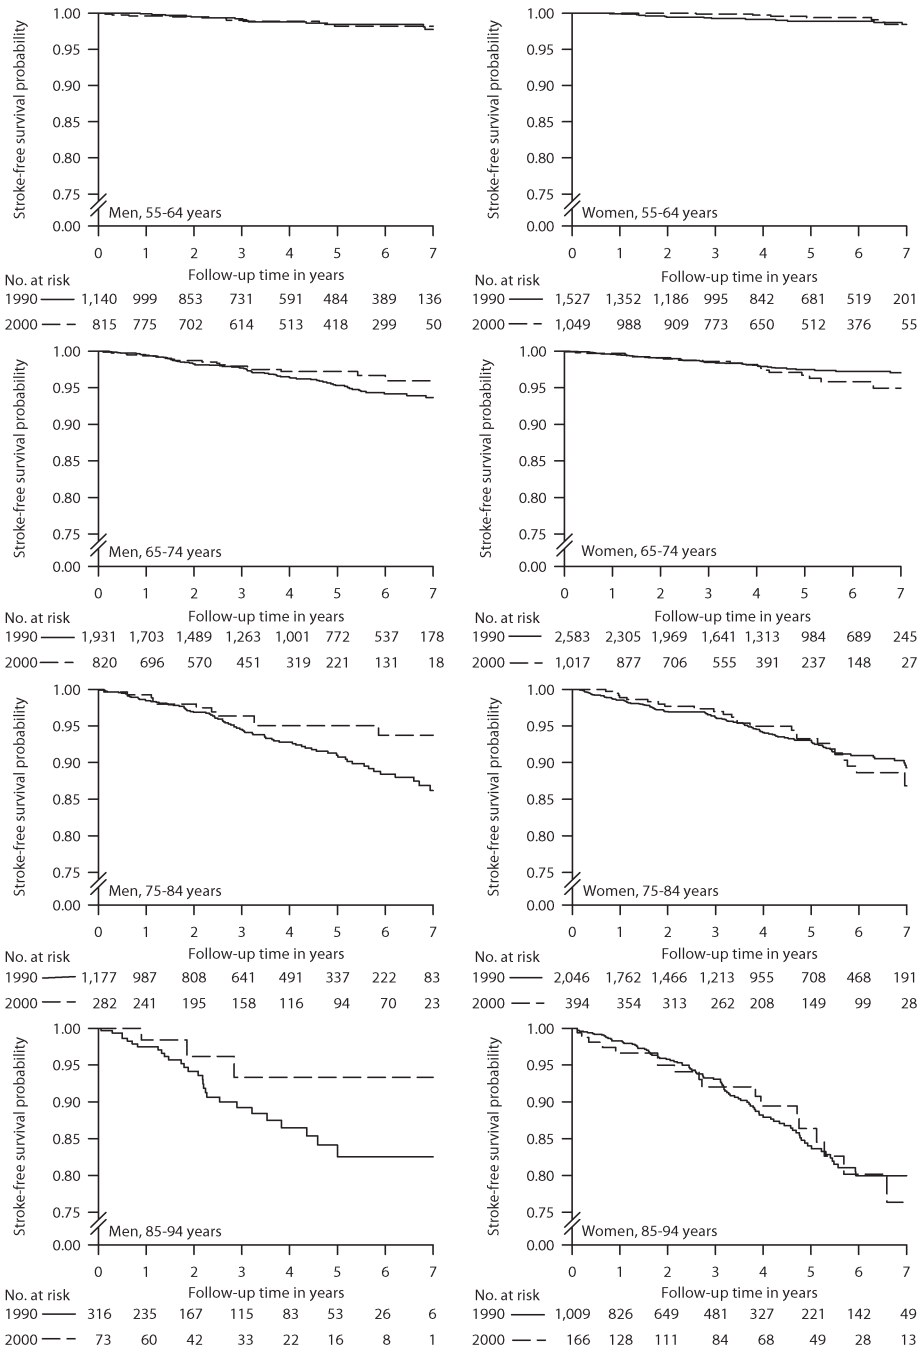 Stroke-free survival probability
1.00
0.95
0.90
0.85
0.80
0.75
0.00
Men, 55-64 years
0 1 2 3 4 5 6 7
Follow-up time in years
No. at risk
1990 1,140 999 853 731 591 484 389 136
2000 815 775 702 614 513 418 299 50
Stroke-free survival probability
1.00
0.95
0.90
0.85
0.80
0.75
0.00
Women, 55-64 years
0 1 2 3 4 5 6 7
Follow-up time in years
No. at risk
1990 1,527 1,352 1,186 995 842 681 519 201
2000 1,049 988 909 773 650 512 376 55
Stroke-free survival probability
1.00
0.95
0.90
0.85
0.80
0.75
0.00
Men, 65-74 years
0 1 2 3 4 5 6 7
Follow-up time in years
No. at risk
1990 1,931 1,703 1,489 1,263 1,001 772 537 178
2000 820 696 570 451 319 221 131 18
Stroke-free survival probability
1.00
0.95
0.90
0.85
0.80
0.75
0.00
Women, 65-74 years
0 1 2 3 4 5 6 7
Follow-up time in years
No. at risk
1990 2,583 2,305 1,969 1,641 1,313 984 689 245
2000 1,017 877 706 555 391 237 148 27
Stroke-free survival probability
1.00
0.95
0.90
0.85
0.80
0.75
0.00
Men, 75-84 years
0 1 2 3 4 5 6 7
Follow-up time in years
No. at risk
1990 1,177 987 808 641 491 337 222 83
2000 282 241 195 158 116 94 70 23
Stroke-free survival probability
1.00
0.95
0.90
0.85
0.80
0.75
0.00
Women, 75-84 years
0 1 2 3 4 5 6 7
Follow-up time in years
No. at risk
1990 2,046 1,762 1,466 1,213 955 708 468 191
2000 394 354 313 262 208 149 99 28
Stroke-free survival probability
1.00
0.95
0.90
0.85
0.80
0.75
0.00
Men, 85-94 years
0 1 2 3 4 5 6 7
Follow-up time in years
No. at risk
1990 316 235 167 115 83 53 26 6
2000 73 60 42 33 22 16 8 1
Stroke-free survival probability
1.00
0.95
0.90
0.85
0.80
0.75
0.00
Women, 85-94 years
0 1 2 3 4 5 6 7
Follow-up time in years
No. at risk
1990 1,009 826 649 481 327 221 142 49
2000 166 128 111 84 68 49 28 13